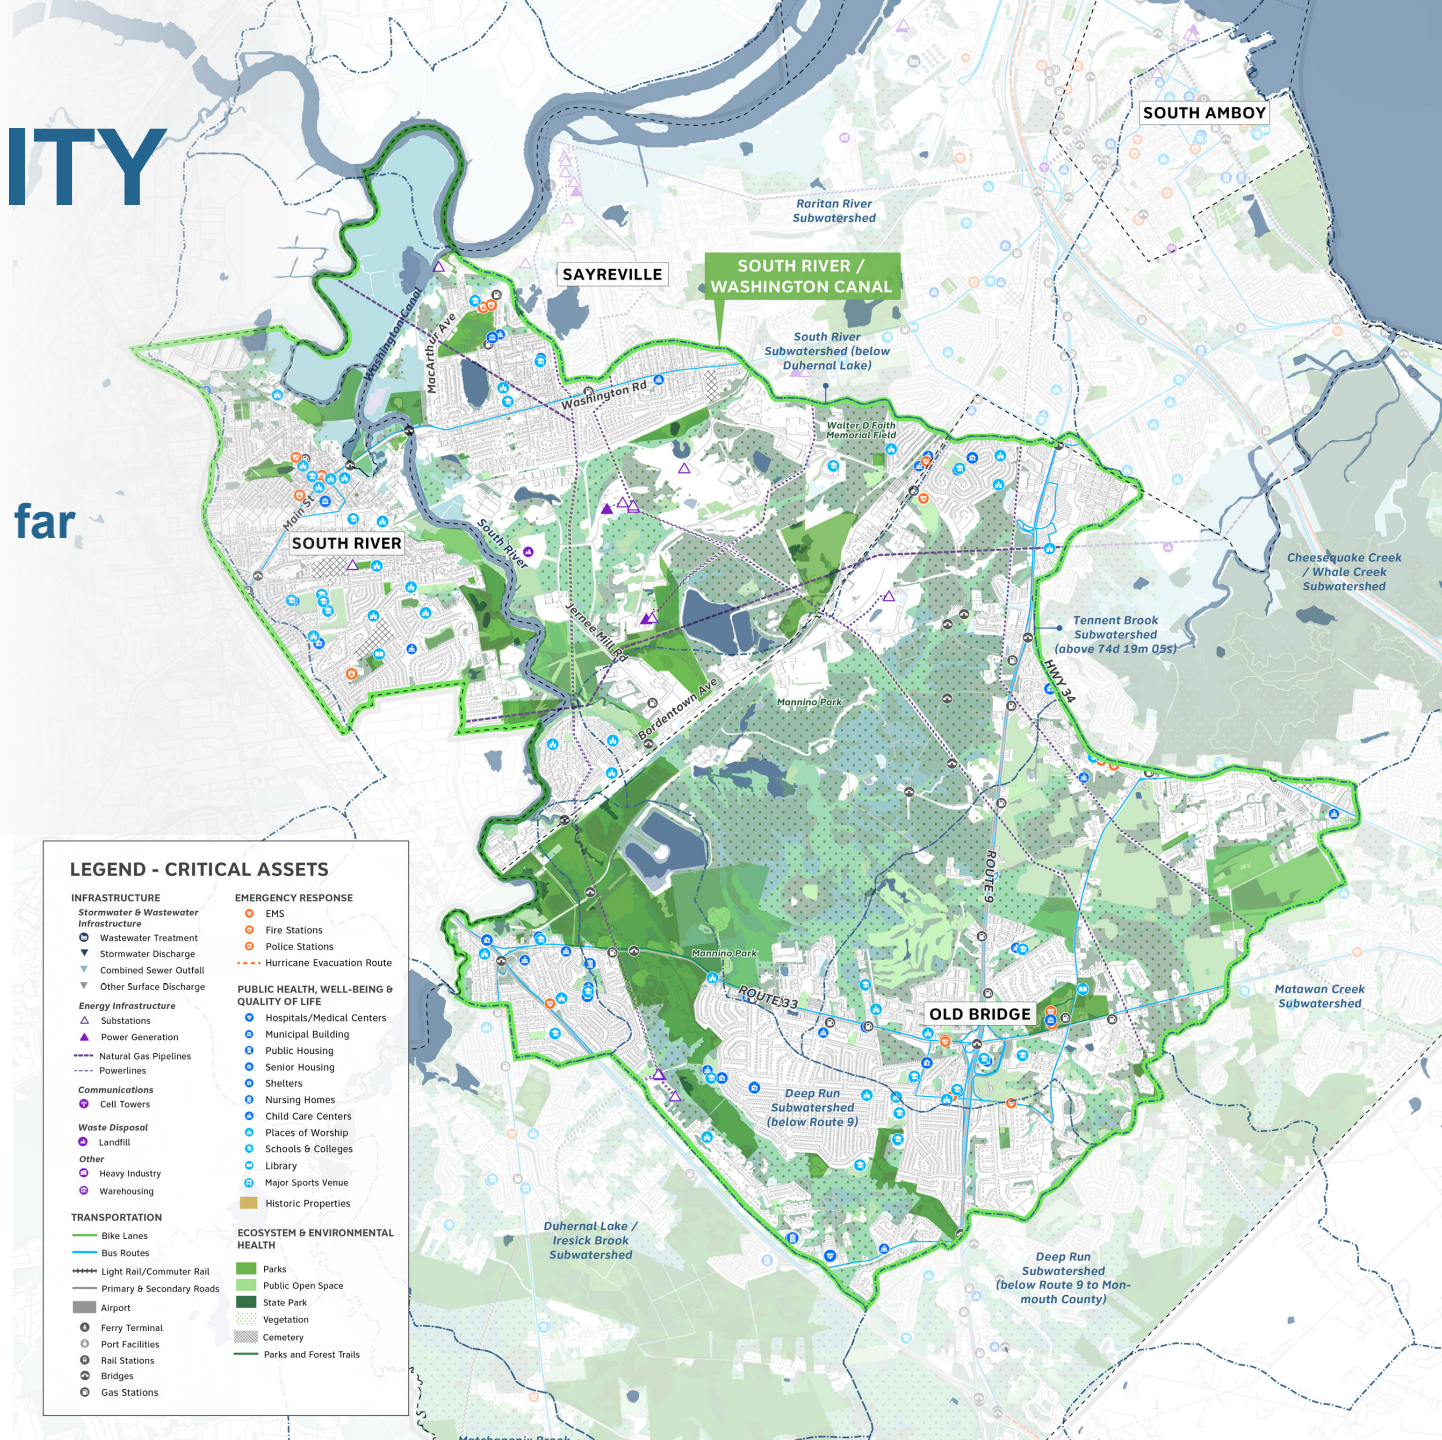 ITY
far
SOUTH AMBOY
Raritan River
Subwatershed
SAYREVILLE
SOUTH RIVER /
WASHINGTON CANAL
South River
Subwatershed (below
Duhernal Lake)
Washington Canal
MacArthur Ave
Washington Rd
Walter D Faith
Memorial Field
Main St
SOUTH RIVER
South River
Cheesequake Creek
/ Whale Creek
Subwatershed
Jernee Mill Rd
Tennent Brook
Subwatershed
(above 74d 19m 05s)
HWY 34
Bordentown Ave
Mannino Park
ROUTE 9
Mannino Park
ROUTE 33
OLD BRIDGE
Matawan Creek
Subwatershed
Deep Run
Subwatershed
(below Route 9)
Duhernal Lake /
Iresick Brook
Subwatershed
Deep Run
Subwatershed
(below Route 9 to Mon-
mouth County)
Matchaponix Brook
LEGEND - CRITICAL ASSETS
INFRASTRUCTURE
Stormwater & Wastewater
Infrastructure
Wastewater Treatment
Stormwater Discharge
Combined Sewer Outfall
Other Surface Discharge
Energy Infrastructure
Substations
Power Generation
Natural Gas Pipelines
Powerlines
Communications
Cell Towers
Waste Disposal
Landfill
Other
Heavy Industry
Warehousing
TRANSPORTATION
Bike Lanes
Bus Routes
Light Rail/Commuter Rail
Primary & Secondary Roads
Airport
Ferry Terminal
Port Facilities
Rail Stations
Bridges
Gas Stations
EMERGENCY RESPONSE
EMS
Fire Stations
Police Stations
Hurricane Evacuation Route
PUBLIC HEALTH, WELL-BEING &
QUALITY OF LIFE
Hospitals/Medical Centers
Municipal Building
Public Housing
Senior Housing
Shelters
Nursing Homes
Child Care Centers
Places of Worship
Schools & Colleges
Library
Major Sports Venue
Historic Properties
ECOSYSTEM & ENVIRONMENTAL
HEALTH
Parks
Public Open Space
State Park
Vegetation
Cemetery
Parks and Forest Trails